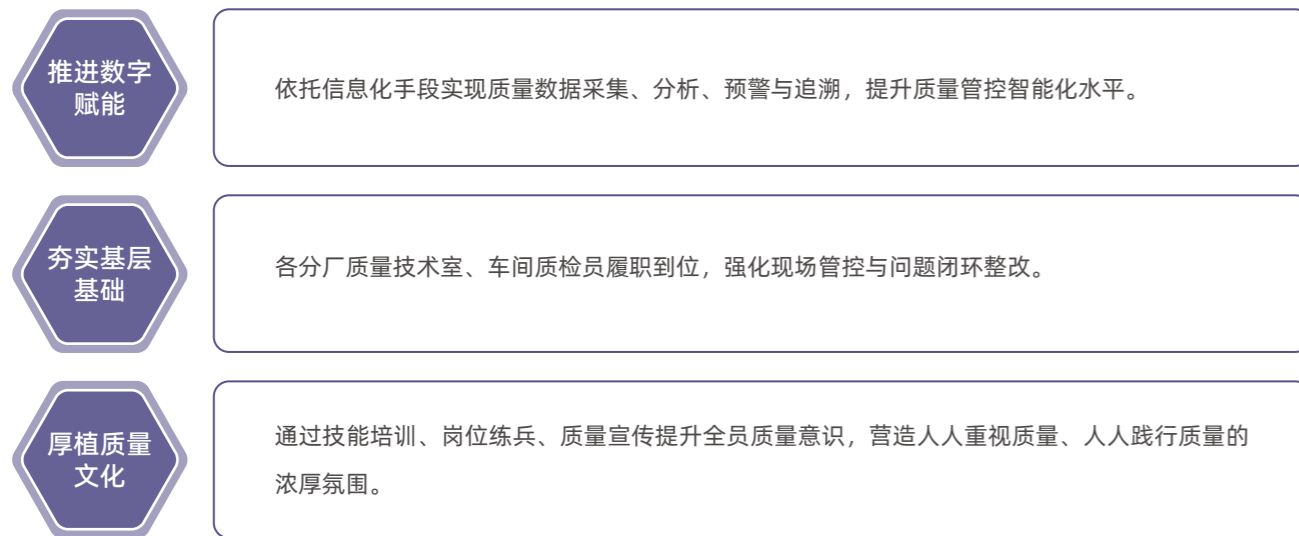 推进数字
赋能
依托信息化手段实现质量数据采集、分析、预警与追溯，提升质量管控智能化水平。
夯实基层
基础
各分厂质量技术室、车间质检员履职到位，强化现场管控与问题闭环整改。
厚植质量
文化
通过技能培训、岗位练兵、质量宣传提升全员质量意识，营造人人重视质量、人人践行质量的
浓厚氛围。